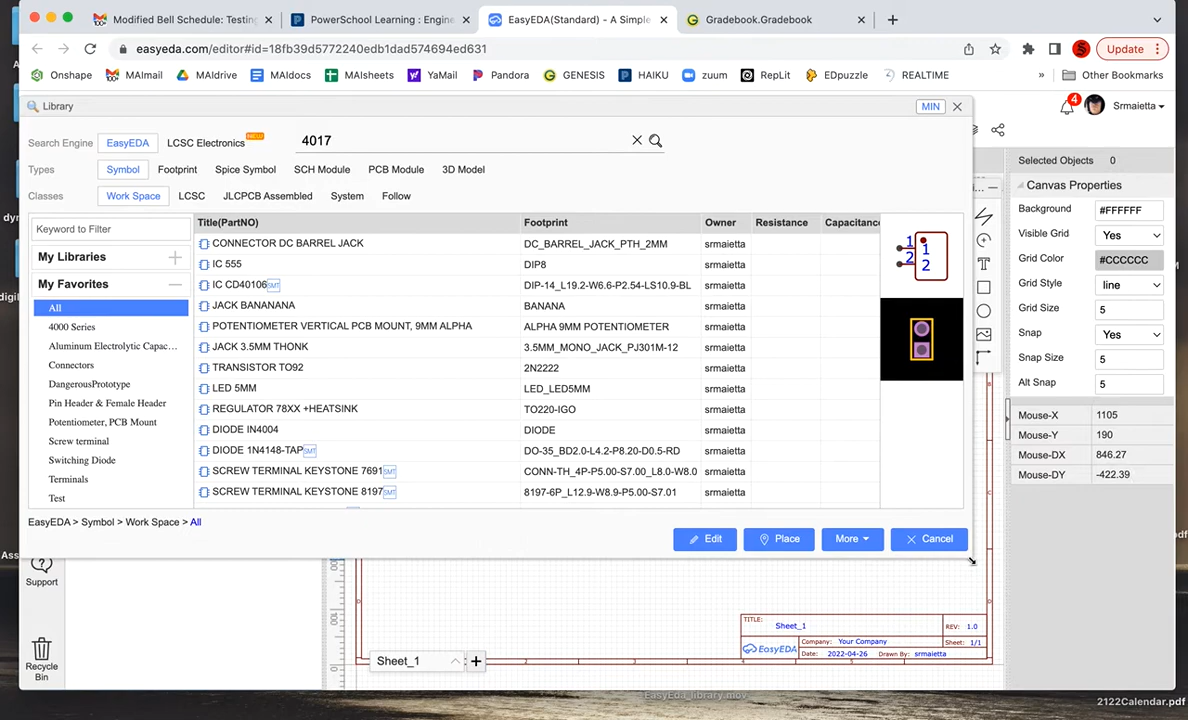 Modified Bell Schedule: Testing
PowerSchool Learning : Engine
EasyEDA(Standard) - A Simple
Gradebook.Gradebook
easyeda.com/editor#id=18fb39d5772240edb1dad574694ed631
Update
Onshape
MAImail
MAIdrive
MAIdocs
MAIsheets
YaMail
Pandora
GENESIS
HAIKU
zuum
RepLit
EDpuzzle
REALTIME
» Other Bookmarks
Library
MIN
4
Srmaietta
Search Engine EasyEDA LCSC Electronics 4017
Types Symbol Footprint Spice Symbol SCH Module PCB Module 3D Model
Classes Work Space LCSC JLCPCB Assembled System Follow
Keyword to Filter
My Libraries
My Favorites
All
4000 Series
Aluminum Electrolytic Capac...
Connectors
DangerousPrototype
Pin Header & Female Header
Potentiometer, PCB Mount
Screw terminal
Switching Diode
Terminals
Test
Title(PartNO) Footprint Owner Resistance Capacitance
CONNECTOR DC BARREL JACK DC_BARREL_JACK_PTH_2MM srmaietta
IC 555 DIP8 srmaietta
IC CD40106 SMT DIP-14_L19.2-W6.6-P2.54-LS10.9-BL srmaietta
JACK BANANANA BANANA srmaietta
POTENTIOMETER VERTICAL PCB MOUNT, 9MM ALPHA ALPHA 9MM POTENTIOMETER srmaietta
JACK 3.5MM THONK 3.5MM_MONO_JACK_PJ301M-12 srmaietta
TRANSISTOR TO92 2N2222 srmaietta
LED 5MM LED_LED5MM srmaietta
REGULATOR 78XX +HEATSINK TO220-IGO srmaietta
DIODE IN4004 DIODE srmaietta
DIODE 1N4148-TAP SMT DO-35_BD2.0-L4.2-P8.20-D0.5-RD srmaietta
SCREW TERMINAL KEYSTONE 7691 SMT CONN-TH_4P-P5.00-S7.00_L8.0-W8.0 srmaietta
SCREW TERMINAL KEYSTONE 8197 SMT 8197-6P_L12.9-W8.9-P5.00-S7.01 srmaietta
1 1
2 2
EasyEDA > Symbol > Work Space > All
Edit
Place
More
Cancel
Selected Objects 0
Canvas Properties
Background #FFFFFF
Visible Grid Yes
Grid Color #CCCCCC
Grid Style line
Grid Size 5
Snap Yes
Snap Size 5
Alt Snap 5
Mouse-X 1105
Mouse-Y 190
Mouse-DX 846.27
Mouse-DY -422.39
Support
Recycle
Bin
Sheet_1
2 3 4 5
TITLE: Sheet_1 REV: 1.0
EasyEDA
Company: Your Company Sheet: 1/1
Date: 2022-04-26 Drawn By: srmaietta
EasyEda_library.mov
2122Calendar.pdf